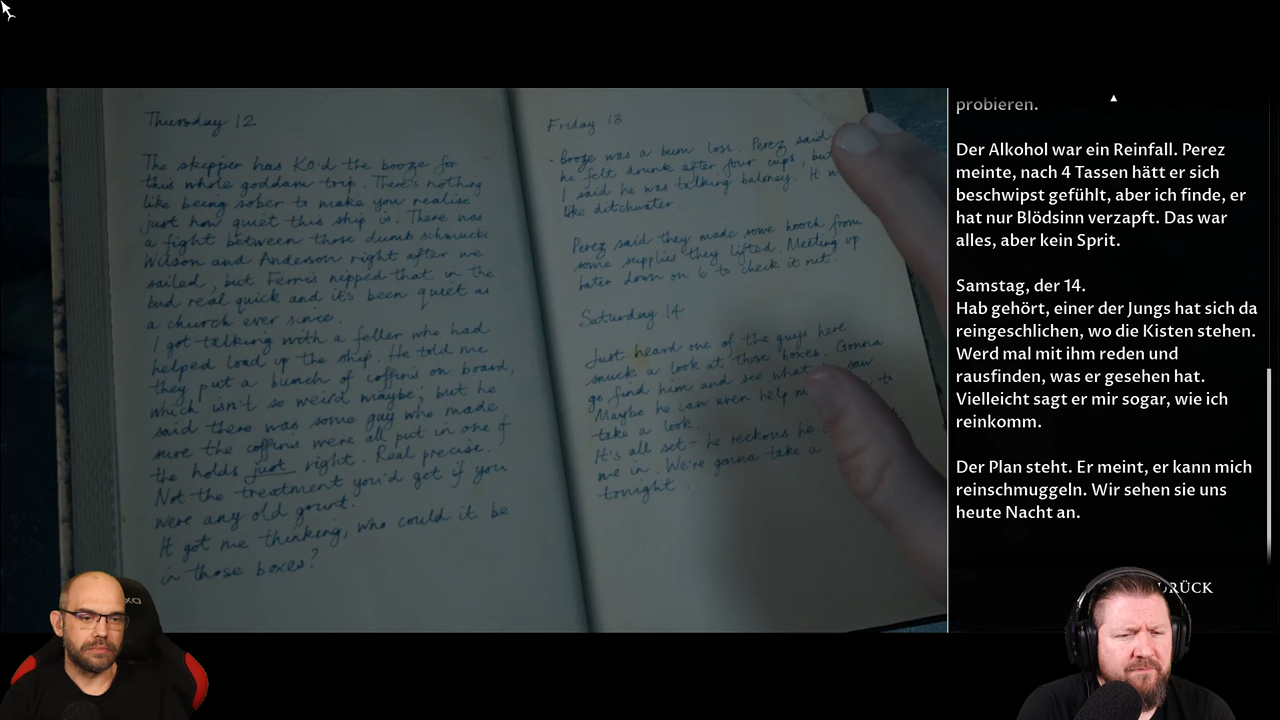 Thursday 12
The skipper has KO'd the booze for
this whole goddam trip. There's nothing
like being sober to make you realise
just how quiet this ship is. There was
a fight between those dumb schmucks
Wilson and Anderson right after we
sailed, but Ferris nipped that in the
bud real quick and it's been quiet as
a church ever since.
I got talking with a feller who had
helped load up the ship. He told me
they put a bunch of coffins on board,
which isn't so weird maybe; but he
said there was some guy who made
sure the coffins were all put in one of
the holds just right. Real precise.
Not the treatment you'd get if you
were any old grunt.
It got me thinking, who could it be
in those boxes?
Friday 13
Booze was a bum loss. Perez said
he felt drunk after four cups, but
I said he was talking baloney. It
like ditchwater.
Perez said they made some hooch from
some supplies they lifted. Meeting up
later down on 6 to check it out.
Saturday 14
Just heard one of the guys here
snuck a look at those boxes. Gonna
go find him and see what saw
Maybe he can even help to
take a look.
It's all set - he reckons he
me in. We're gonna take a
tonight.
probieren.
Der Alkohol war ein Reinfall. Perez
meinte, nach 4 Tassen hätt er sich
beschwipst gefühlt, aber ich finde, er
hat nur Blödsinn verzapft. Das war
alles, aber kein Sprit.
Samstag, der 14.
Hab gehört, einer der Jungs hat sich da
reingeschlichen, wo die Kisten stehen.
Werd mal mit ihm reden und
rausfinden, was er gesehen hat.
Vielleicht sagt er mir sogar, wie ich
reinkomm.
Der Plan steht. Er meint, er kann mich
reinschmuggeln. Wir sehen sie uns
heute Nacht an.